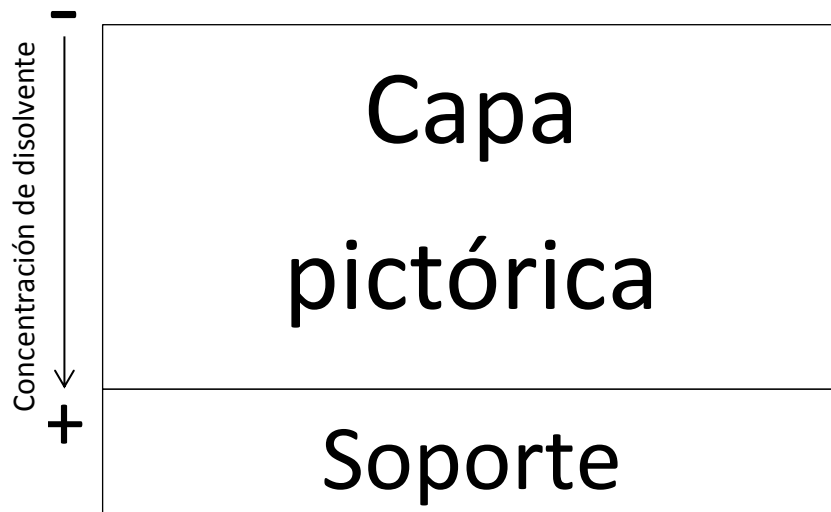 -
Concentración de disolvente
+
Capa
pictórica
Soporte